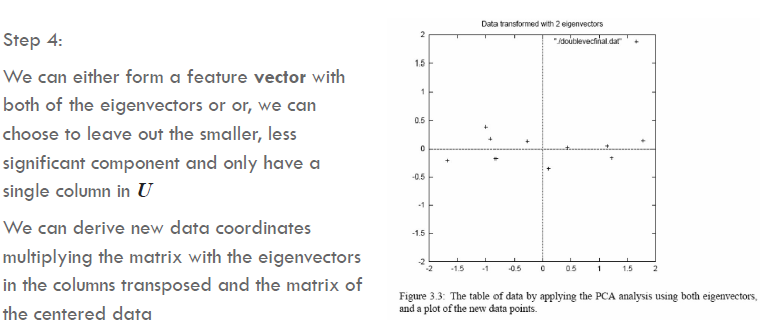 Step 4:
We can either form a feature vector with
both of the eigenvectors or or, we can
choose to leave out the smaller, less
significant component and only have a
single column in U
We can derive new data coordinates
multiplying the matrix with the eigenvectors
in the columns transposed and the matrix of
the centered data
Data transformed with 2 eigenvectors
"./doublevecfinal.dat"
2
1.5
1
0.5
0
-0.5
-1
-1.5
-2
-2 -1.5 -1 -0.5 0 0.5 1 1.5 2
Figure 3.3: The table of data by applying the PCA analysis using both eigenvectors,
and a plot of the new data points.